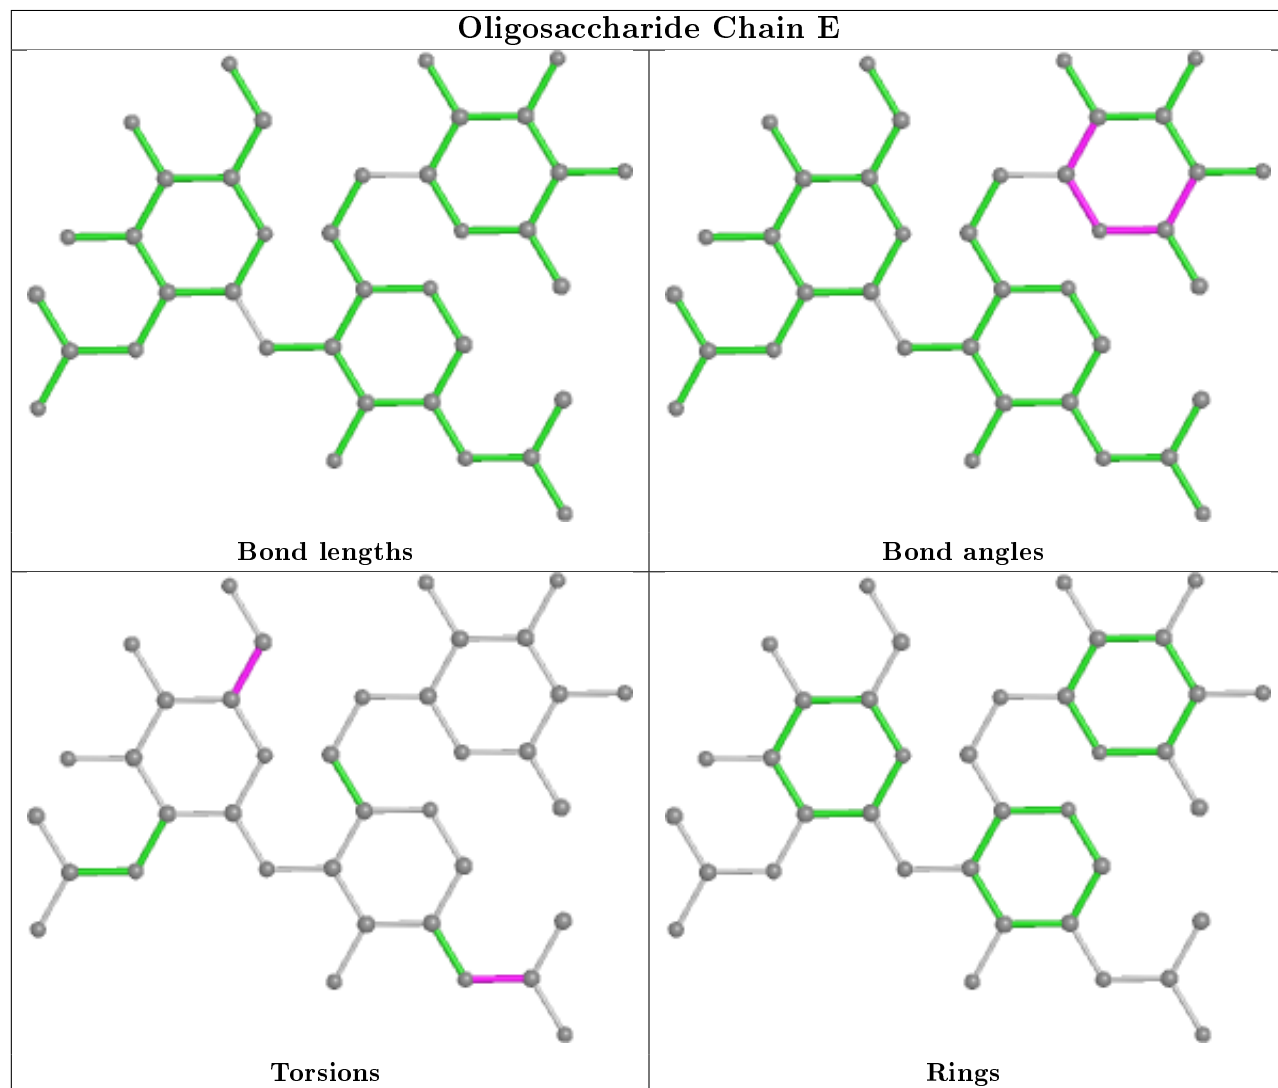 Oligosaccharide Chain E
Bond lengths
Bond angles
Torsions
Rings